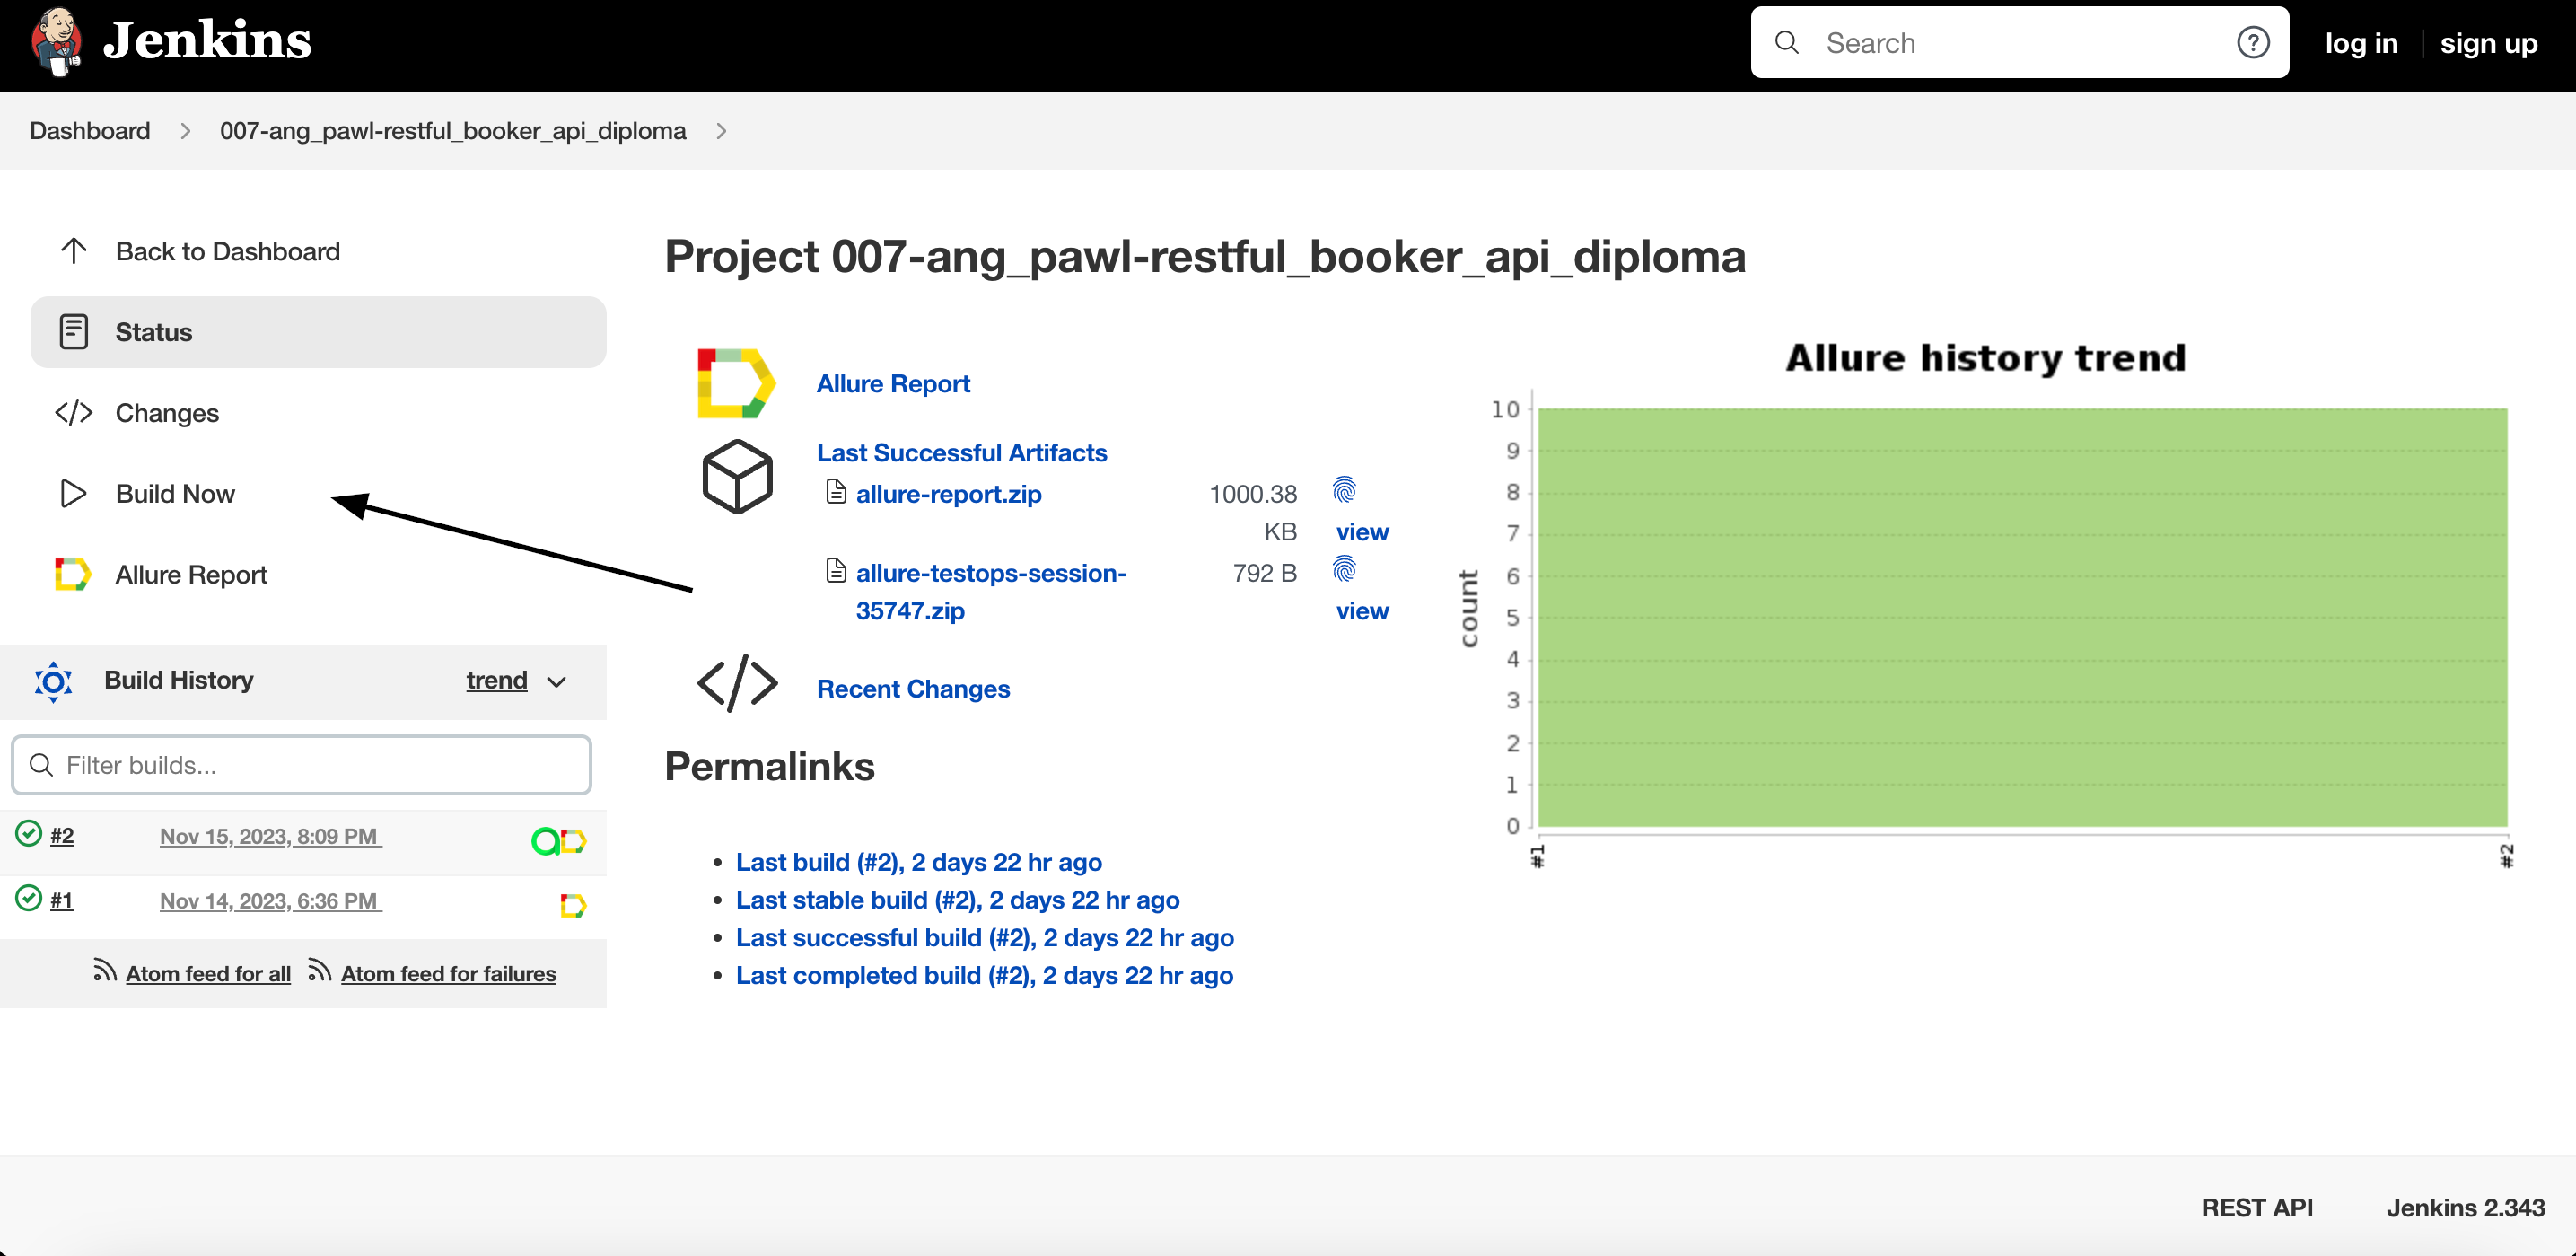 Jenkins
Search
log in
sign up
Dashboard
007-ang_pawl-restful_booker_api_diploma
Back to Dashboard
Status
Changes
Build Now
Allure Report
Build History
trend
Filter builds...
#2
Nov 15, 2023, 8:09 PM
#1
Nov 14, 2023, 6:36 PM
Atom feed for all
Atom feed for failures
Project 007-ang_pawl-restful_booker_api_diploma
Allure Report
Last Successful Artifacts
allure-report.zip
1000.38
KB
view
allure-testops-session-
35747.zip
792 B
view
Recent Changes
Permalinks
Last build (#2), 2 days 22 hr ago
Last stable build (#2), 2 days 22 hr ago
Last successful build (#2), 2 days 22 hr ago
Last completed build (#2), 2 days 22 hr ago
Allure history trend
count
10
9
8
7
6
5
4
3
2
1
0
#1
#2
REST API
Jenkins 2.343